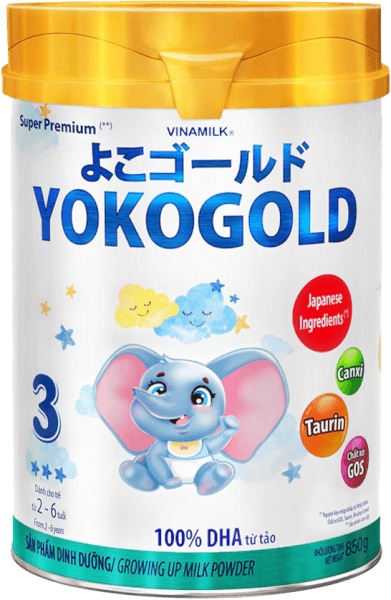 Super Premium (**)
VINAMILK®
よこゴールド
YOKOGOLD
Japanese
Ingredients(*)
Canxi
Taurin
Chất xơ
GOS
3
Dành cho trẻ
từ 2 - 6 tuổi
From 2 - 6 years
100% DHA từ tảo
SẢN PHẨM DINH DƯỠNG/ GROWING UP MILK POWDER
KHỐI LƯỢNG TỊNH
NET WEIGHT 850g